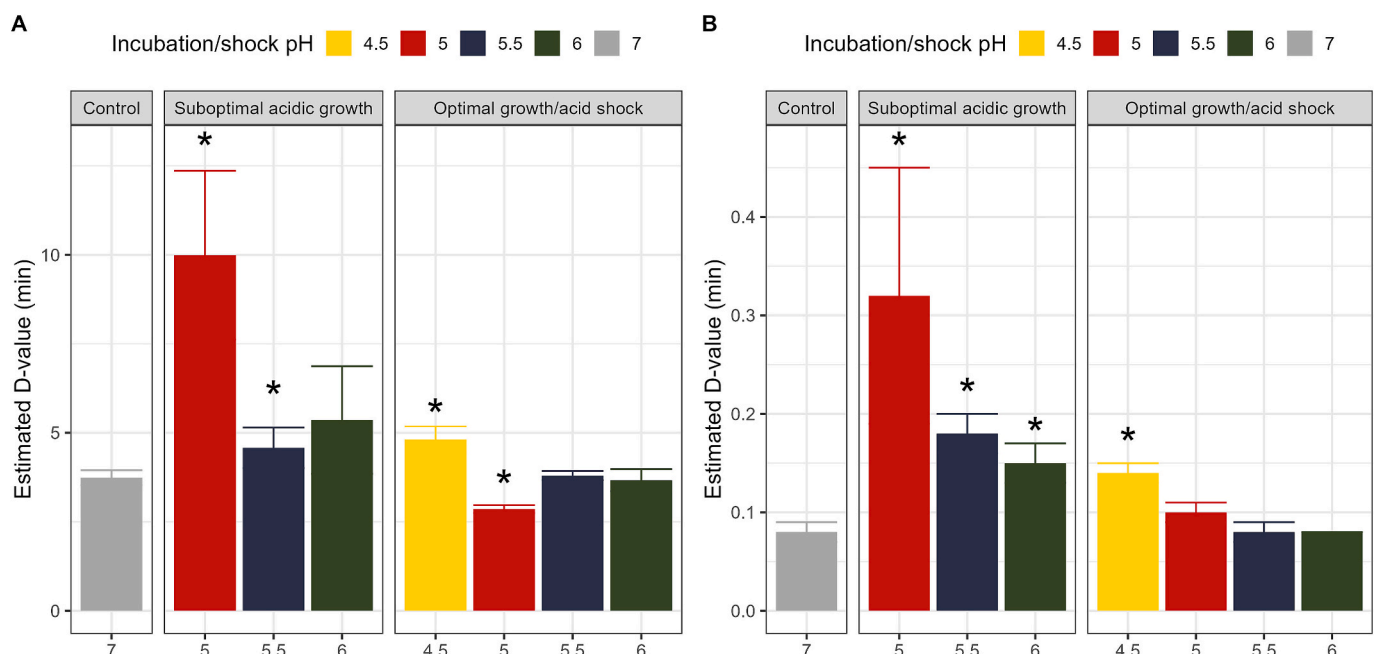 A
Incubation/shock pH 4.5 5 5.5 6 7
Control Suboptimal acidic growth Optimal growth/acid shock
Estimated D-value (min)
10
5
0
* * * *
7 5 5.5 6 4.5 5 5.5 6
B
Incubation/shock pH 4.5 5 5.5 6 7
Control Suboptimal acidic growth Optimal growth/acid shock
Estimated D-value (min)
0.4
0.3
0.2
0.1
0.0
* * * *
7 5 5.5 6 4.5 5 5.5 6